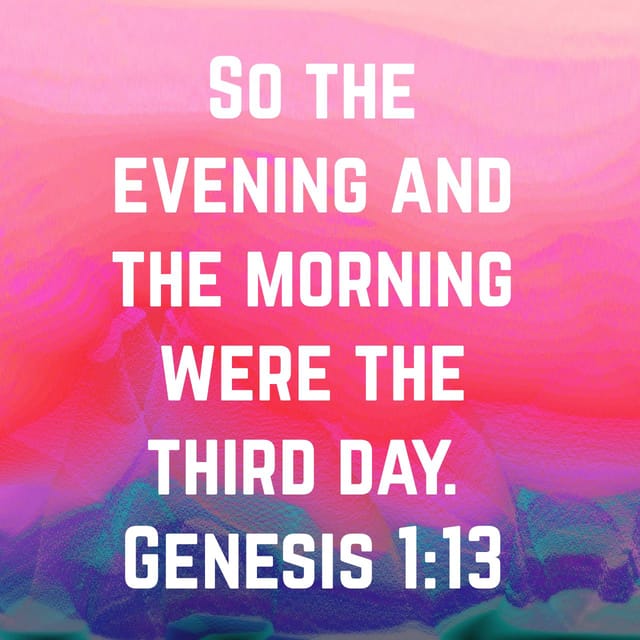 So the
evening and
the morning
were the
third day.
Genesis 1:13